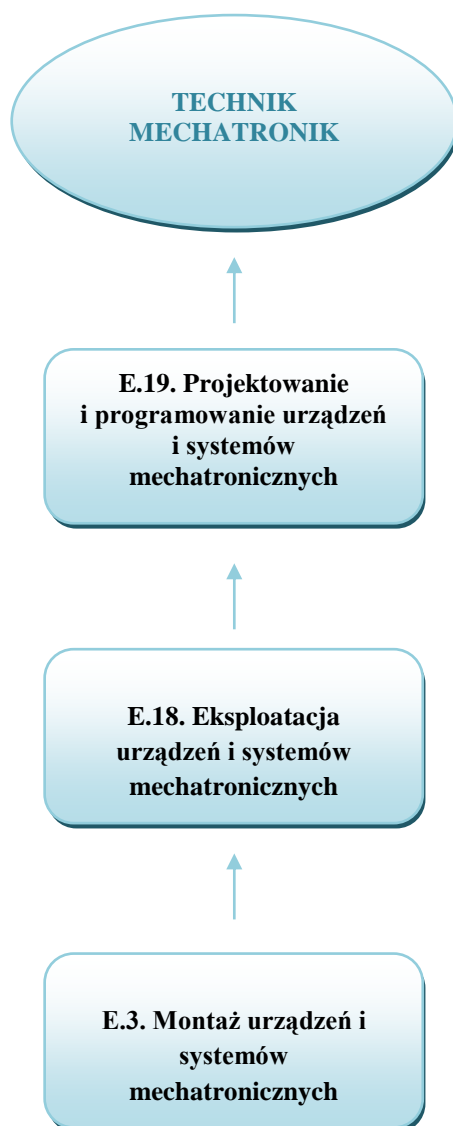 TECHNIK
MECHATRONIK
E.19. Projektowanie
i programowanie urządzeń
i systemów
mechatronicznych
E.18. Eksploatacja
urządzeń i systemów
mechatronicznych
E.3. Montaż urządzeń i
systemów
mechatronicznych